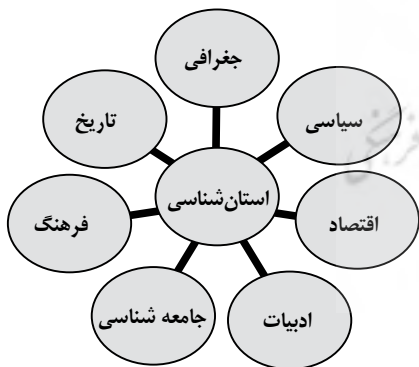 جغرافی
سیاسی
تاریخ
استان‌شناسی
اقتصاد
فرهنگ
ادبیات
جامعه شناسی